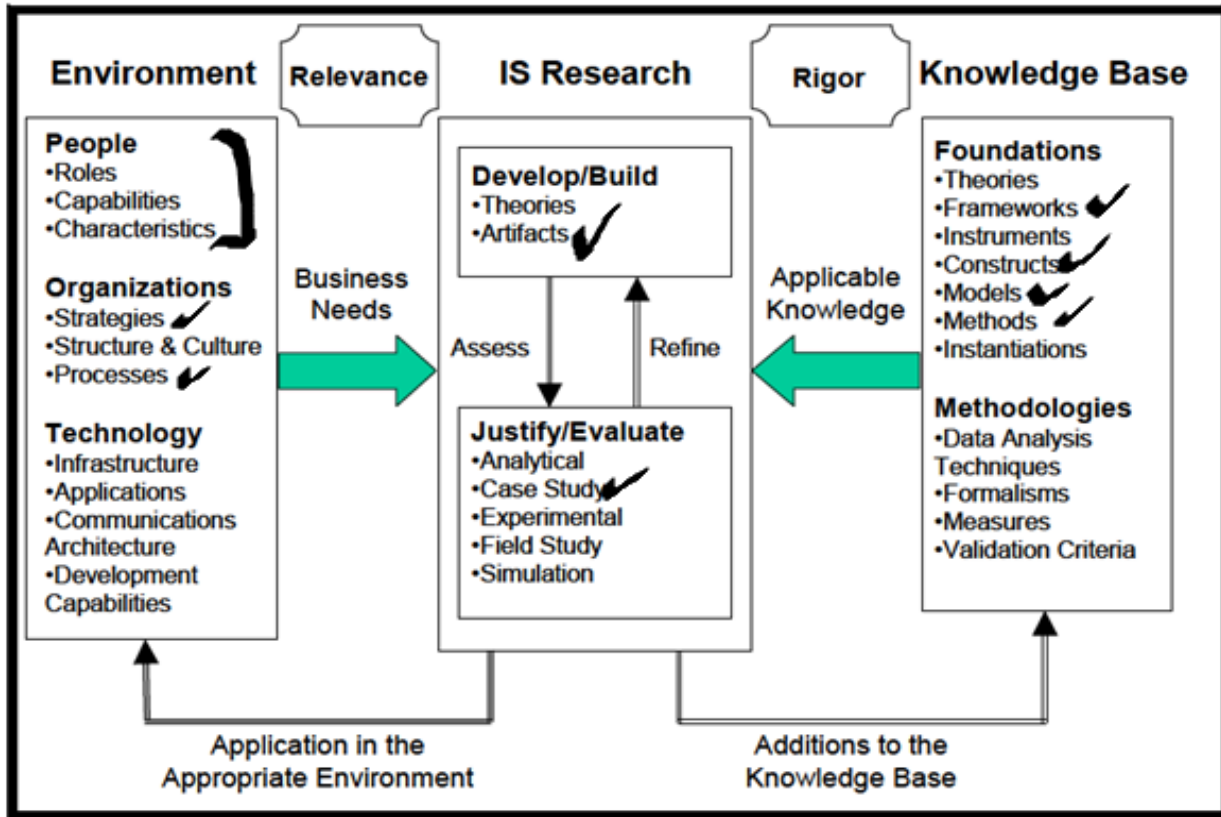 Environment
Relevance
IS Research
Rigor
Knowledge Base
People
•Roles
•Capabilities
•Characteristics
Organizations
•Strategies
•Structure & Culture
•Processes
Technology
•Infrastructure
•Applications
•Communications
Architecture
•Development
Capabilities
Business
Needs
Develop/Build
•Theories
•Artifacts
Assess
Refine
Justify/Evaluate
•Analytical
•Case Study
•Experimental
•Field Study
•Simulation
Applicable
Knowledge
Foundations
•Theories
•Frameworks
•Instruments
•Constructs
•Models
•Methods
•Instantiations
Methodologies
•Data Analysis
Techniques
•Formalisms
•Measures
•Validation Criteria
Application in the
Appropriate Environment
Additions to the
Knowledge Base